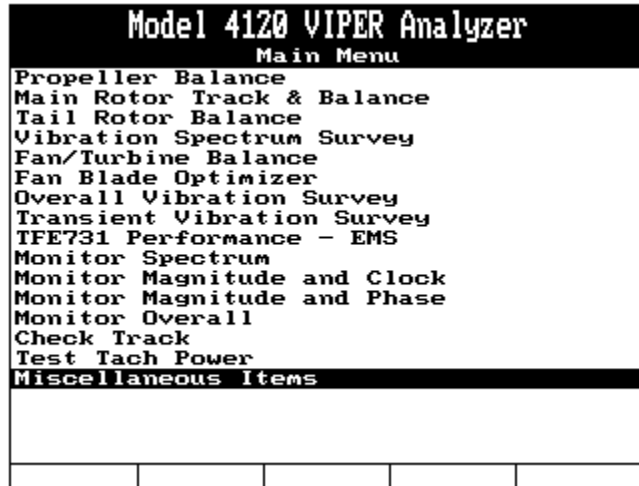 Model 4120 VIPER Analyzer
Main Menu
Propeller Balance
Main Rotor Track & Balance
Tail Rotor Balance
Vibration Spectrum Survey
Fan/Turbine Balance
Fan Blade Optimizer
Overall Vibration Survey
Transient Vibration Survey
TFE731 Performance - EMS
Monitor Spectrum
Monitor Magnitude and Clock
Monitor Magnitude and Phase
Monitor Overall
Check Track
Test Tach Power
Miscellaneous Items